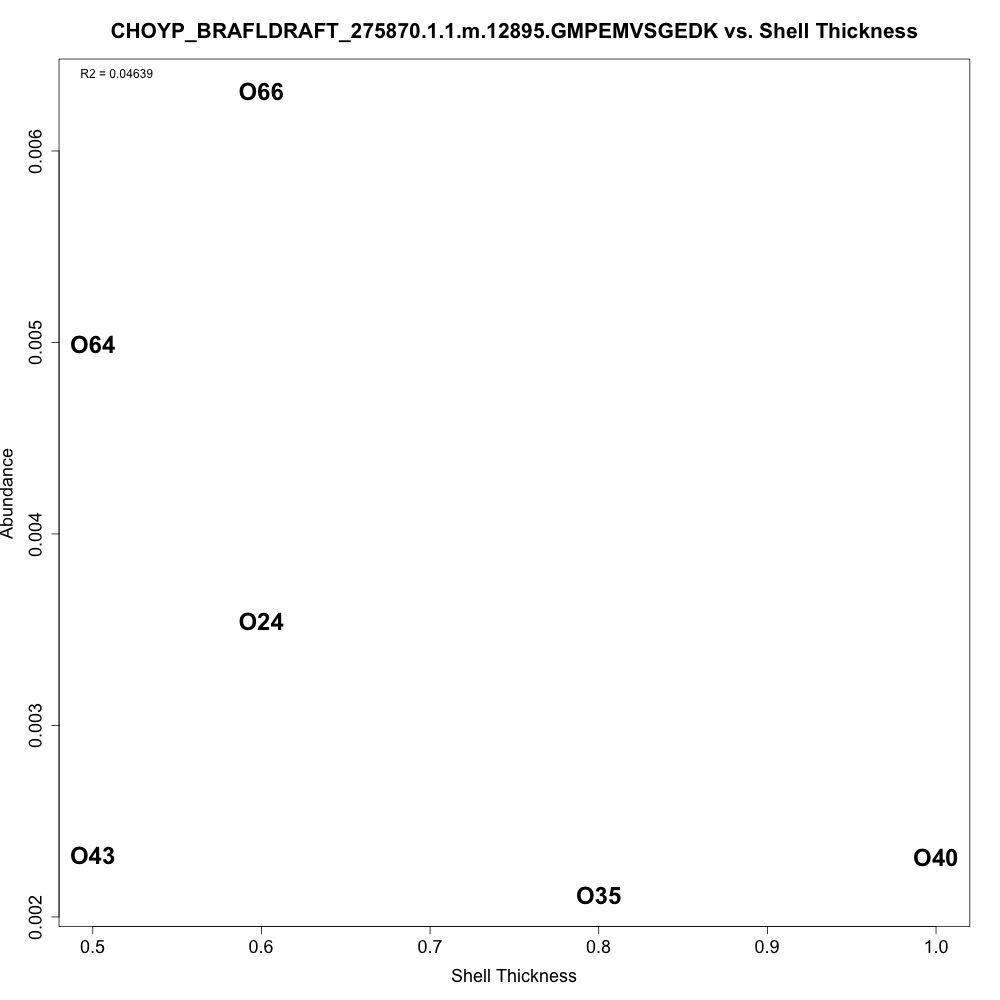 CHOYP_BRAFLDRAFT_275870.1.1.m.12895.GMPEMVSGEDK vs. Shell Thickness
R2 = 0.04639
O66
0.006
0.005
O64
Abundance
0.004
O24
0.003
O43
O40
O35
0.002
0.5 0.6 0.7 0.8 0.9 1.0
Shell Thickness